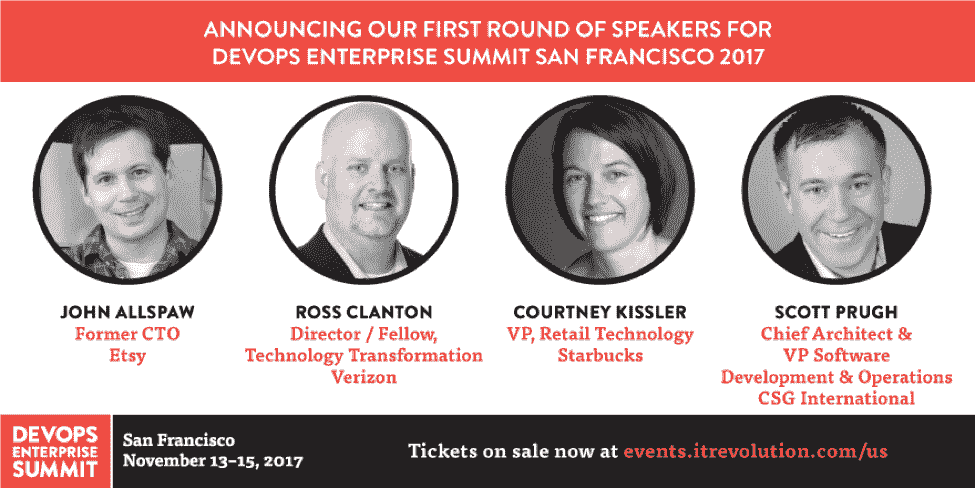 ANNOUNCING OUR FIRST ROUND OF SPEAKERS FOR
DEVOPS ENTERPRISE SUMMIT SAN FRANCISCO 2017
JOHN ALLSPAW
Former CTO
Etsy
ROSS CLANTON
Director / Fellow,
Technology Transformation
Verizon
COURTNEY KISSLER
VP, Retail Technology
Starbucks
SCOTT PRUGH
Chief Architect &
VP Software
Development & Operations
CSG International
DEVOPS
ENTERPRISE
SUMMIT
San Francisco
November 13–15, 2017
Tickets on sale now at events.itrevolution.com/us